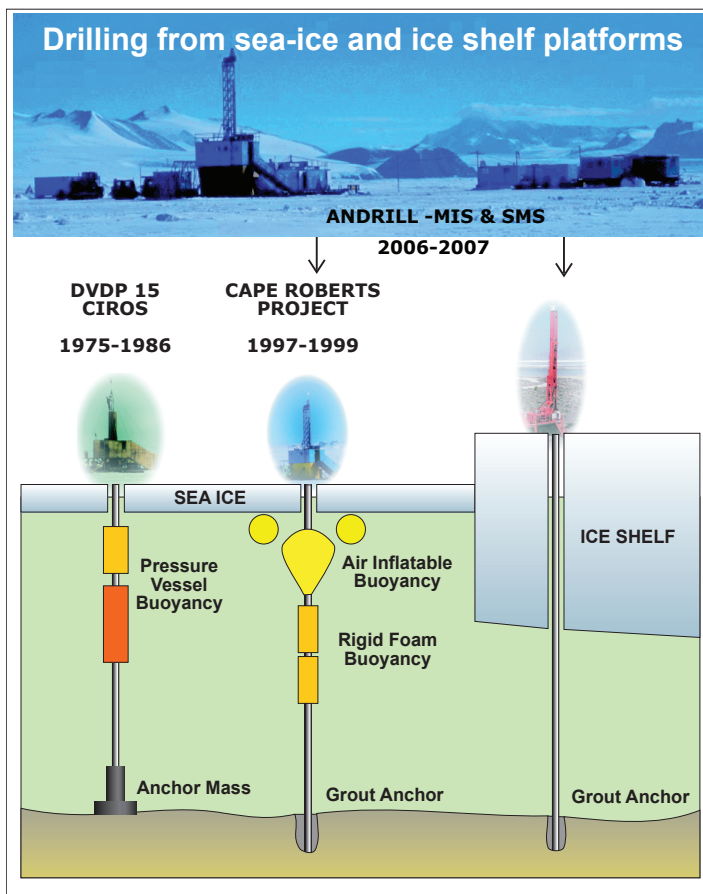 Drilling from sea-ice and ice shelf platforms
ANDRILL -MIS & SMS
2006-2007
DVDP 15
CIROS
1975-1986
CAPE ROBERTS
PROJECT
1997-1999
SEA ICE
ICE SHELF
Pressure
Vessel
Buoyancy
Air Inflatable
Buoyancy
Rigid Foam
Buoyancy
Anchor Mass
Grout Anchor
Grout Anchor